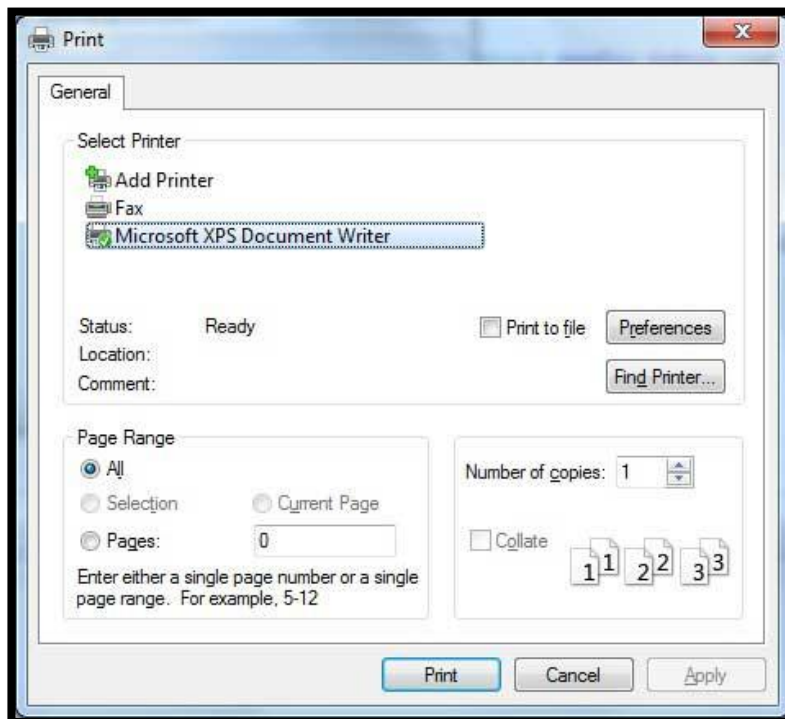 Print
General
Select Printer
Add Printer
Fax
Microsoft XPS Document Writer
Status: Ready
Print to file
Preferences
Location:
Comment:
Find Printer...
Page Range
All
Selection
Current Page
Pages: 0
Enter either a single page number or a single
page range. For example, 5-12
Number of copies: 1
Collate
1 1 2 2 3 3
Print Cancel Apply